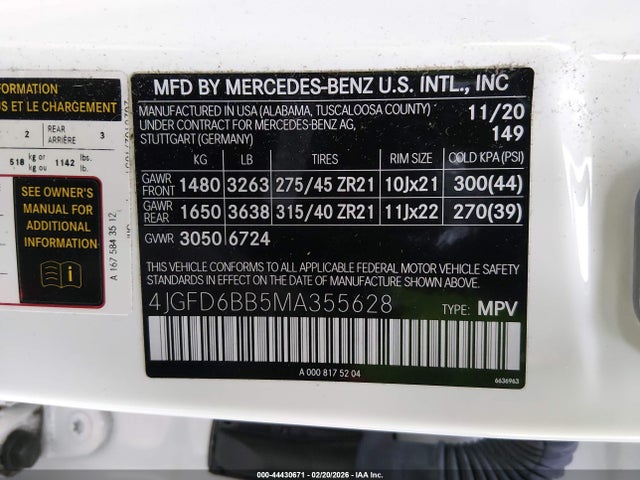 INFORMATION
US ET LE CHARGEMENT
2 REAR ARRIÈRE 3
518 kg or kg ou 1142 lbs. lb.
SEE OWNER'S
MANUAL FOR
ADDITIONAL
INFORMATION
A 167 584 35 12
MFD BY MERCEDES-BENZ U.S. INTL., INC
MANUFACTURED IN USA (ALABAMA, TUSCALOOSA COUNTY) 11/20
UNDER CONTRACT FOR MERCEDES-BENZ AG, 149
STUTTGART (GERMANY)
KG LB TIRES RIM SIZE COLD KPA (PSI)
GAWR FRONT 1480 3263 275/45 ZR21 10Jx21 300(44)
GAWR REAR 1650 3638 315/40 ZR21 11Jx22 270(39)
GVWR 3050 6724
THIS VEHICLE CONFORMS TO ALL APPLICABLE FEDERAL MOTOR VEHICLE SAFETY
STANDARDS IN EFFECT ON THE DATE OF MANUFACTURE SHOWN ABOVE.
4JGFD6BB5MA355628 TYPE: MPV
A 000 817 52 04
6636963
000-44430671 - 02/20/2026 - IAA Inc.